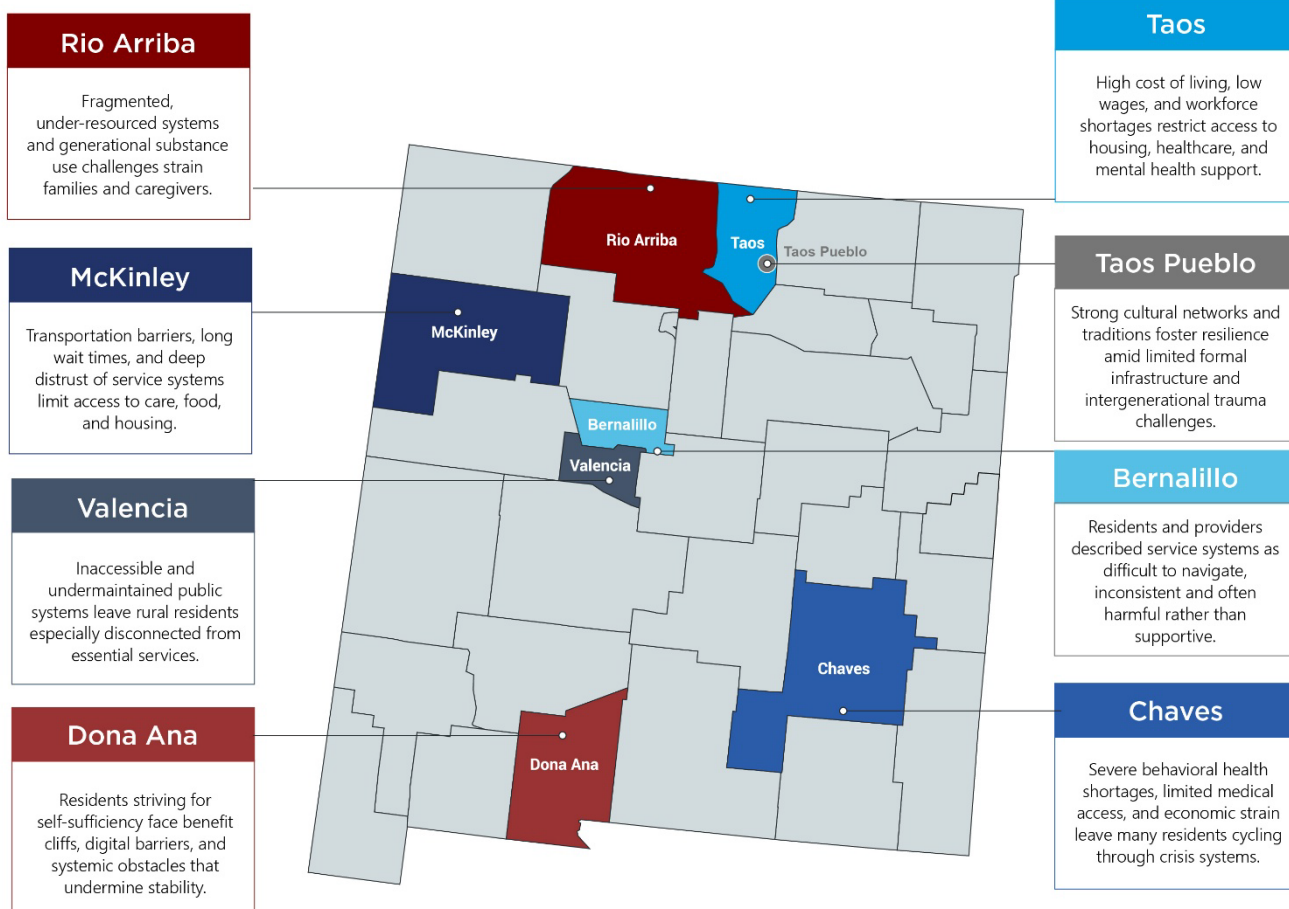 Rio Arriba
Fragmented,
under-resourced systems
and generational substance
use challenges strain
families and caregivers.
McKinley
Transportation barriers, long
wait times, and deep
distrust of service systems
limit access to care, food,
and housing.
Valencia
Inaccessible and
undermaintained public
systems leave rural residents
especially disconnected from
essential services.
Dona Ana
Residents striving for
self-sufficiency face benefit
cliffs, digital barriers, and
systemic obstacles that
undermine stability.
Rio Arriba
Taos
Taos Pueblo
McKinley
Bernalillo
Valencia
Chaves
Dona Ana
Taos
High cost of living, low
wages, and workforce
shortages restrict access to
housing, healthcare, and
mental health support.
Taos Pueblo
Strong cultural networks and
traditions foster resilience
amid limited formal
infrastructure and
intergenerational trauma
challenges.
Bernalillo
Residents and providers
described service systems as
difficult to navigate,
inconsistent and often
harmful rather than
supportive.
Chaves
Severe behavioral health
shortages, limited medical
access, and economic strain
leave many residents cycling
through crisis systems.